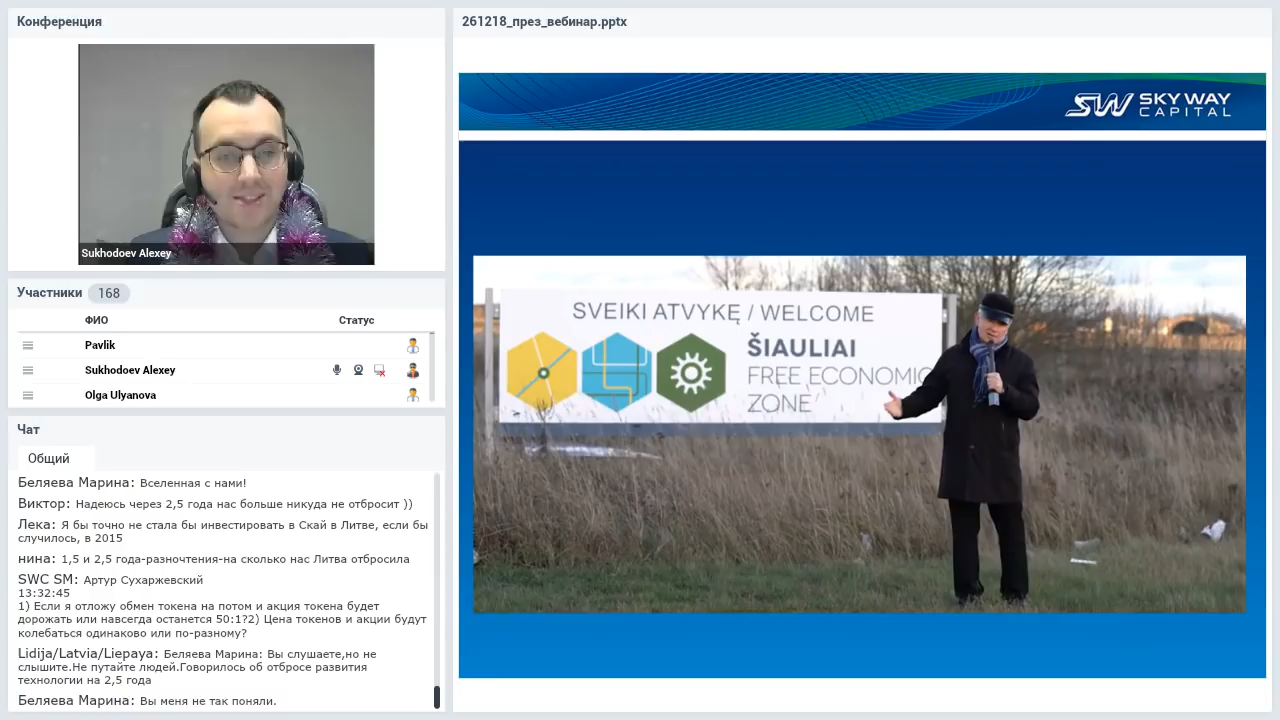 Конференция
Sukhodoev Alexey
Участники 168
ФИО Статус
Pavlik
Sukhodoev Alexey
Olga Ulyanova
Чат
Общий
Беляева Марина: Вселенная с нами!
Виктор: Надеюсь через 2,5 года нас больше никуда не отбросит ))
Лека: Я бы точно не стала бы инвестировать в Скай в Литве, если бы
случилось, в 2015
нина: 1,5 и 2,5 года-разночтения-на сколько нас Литва отбросила
SWC SM: Артур Сухаржевский
13:32:45
1) Если я отложу обмен токена на потом и акция токена будет
дорожать или навсегда останется 50:1?2) Цена токенов и акции будут
колебаться одинаково или по-разному?
Lidija/Latvia/Liepaya: Беляева Марина: Вы слушаете,но не
слышите.Не путайте людей.Говорилось об отбросе развития
технологии на 2,5 года
Беляева Марина: Вы меня не так поняли.
261218_през_вебинар.pptx
SW SKY WAY
CAPITAL
SVEIKI ATVYKĘ / WELCOME
ŠIAULIAI
FREE ECONOMIC
ZONE